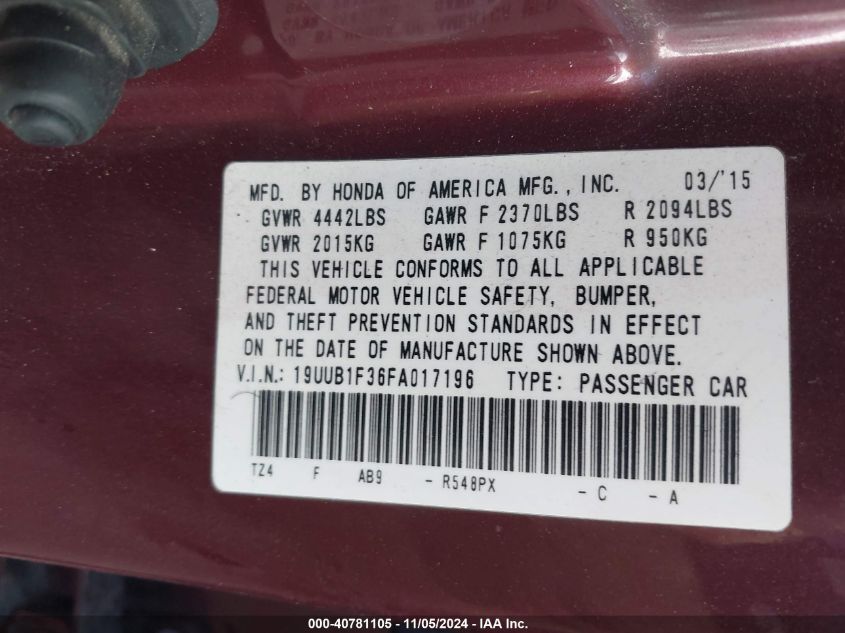 MFD. BY HONDA OF AMERICA MFG., INC. 03/'15
GVWR 4442LBS GAWR F 2370LBS R 2094LBS
GVWR 2015KG GAWR F 1075KG R 950KG
THIS VEHICLE CONFORMS TO ALL APPLICABLE
FEDERAL MOTOR VEHICLE SAFETY, BUMPER,
AND THEFT PREVENTION STANDARDS IN EFFECT
ON THE DATE OF MANUFACTURE SHOWN ABOVE.
V.I.N.: 19UUB1F36FA017196 TYPE: PASSENGER CAR
TZ4 F AB9 - R548PX - C - A
000-40781105 - 11/05/2024 - IAA Inc.